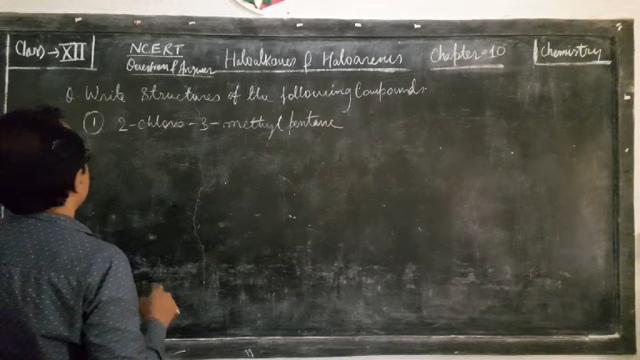 Class → XII
NCERT
Question & Answer
Haloalkanes & Haloarenes
Chapter = 10
Chemistry
Q. Write Structures of the following Compounds.
① 2-chloro-3-methyl pentane